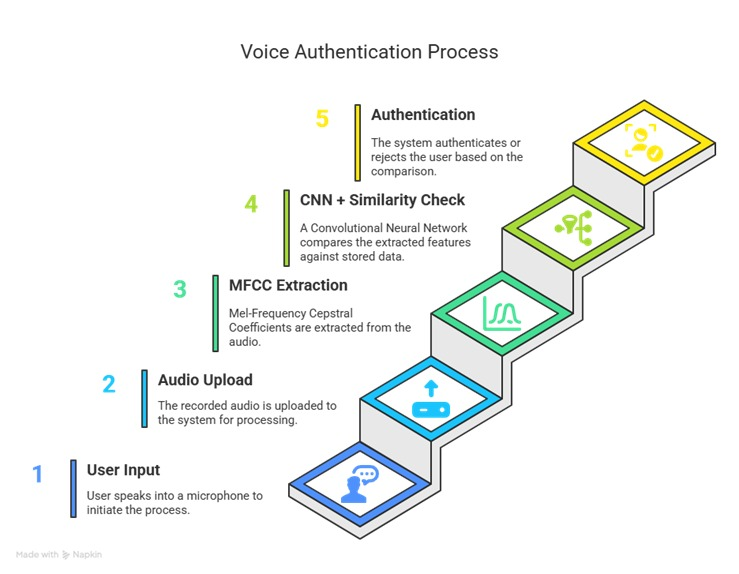 Voice Authentication Process
5
Authentication
The system authenticates or
rejects the user based on the
comparison.
4
CNN + Similarity Check
A Convolutional Neural Network
compares the extracted features
against stored data.
3
MFCC Extraction
Mel-Frequency Cepstral
Coefficients are extracted from the
audio.
2
Audio Upload
The recorded audio is uploaded to
the system for processing.
1
User Input
User speaks into a microphone to
initiate the process.
Made with Napkin